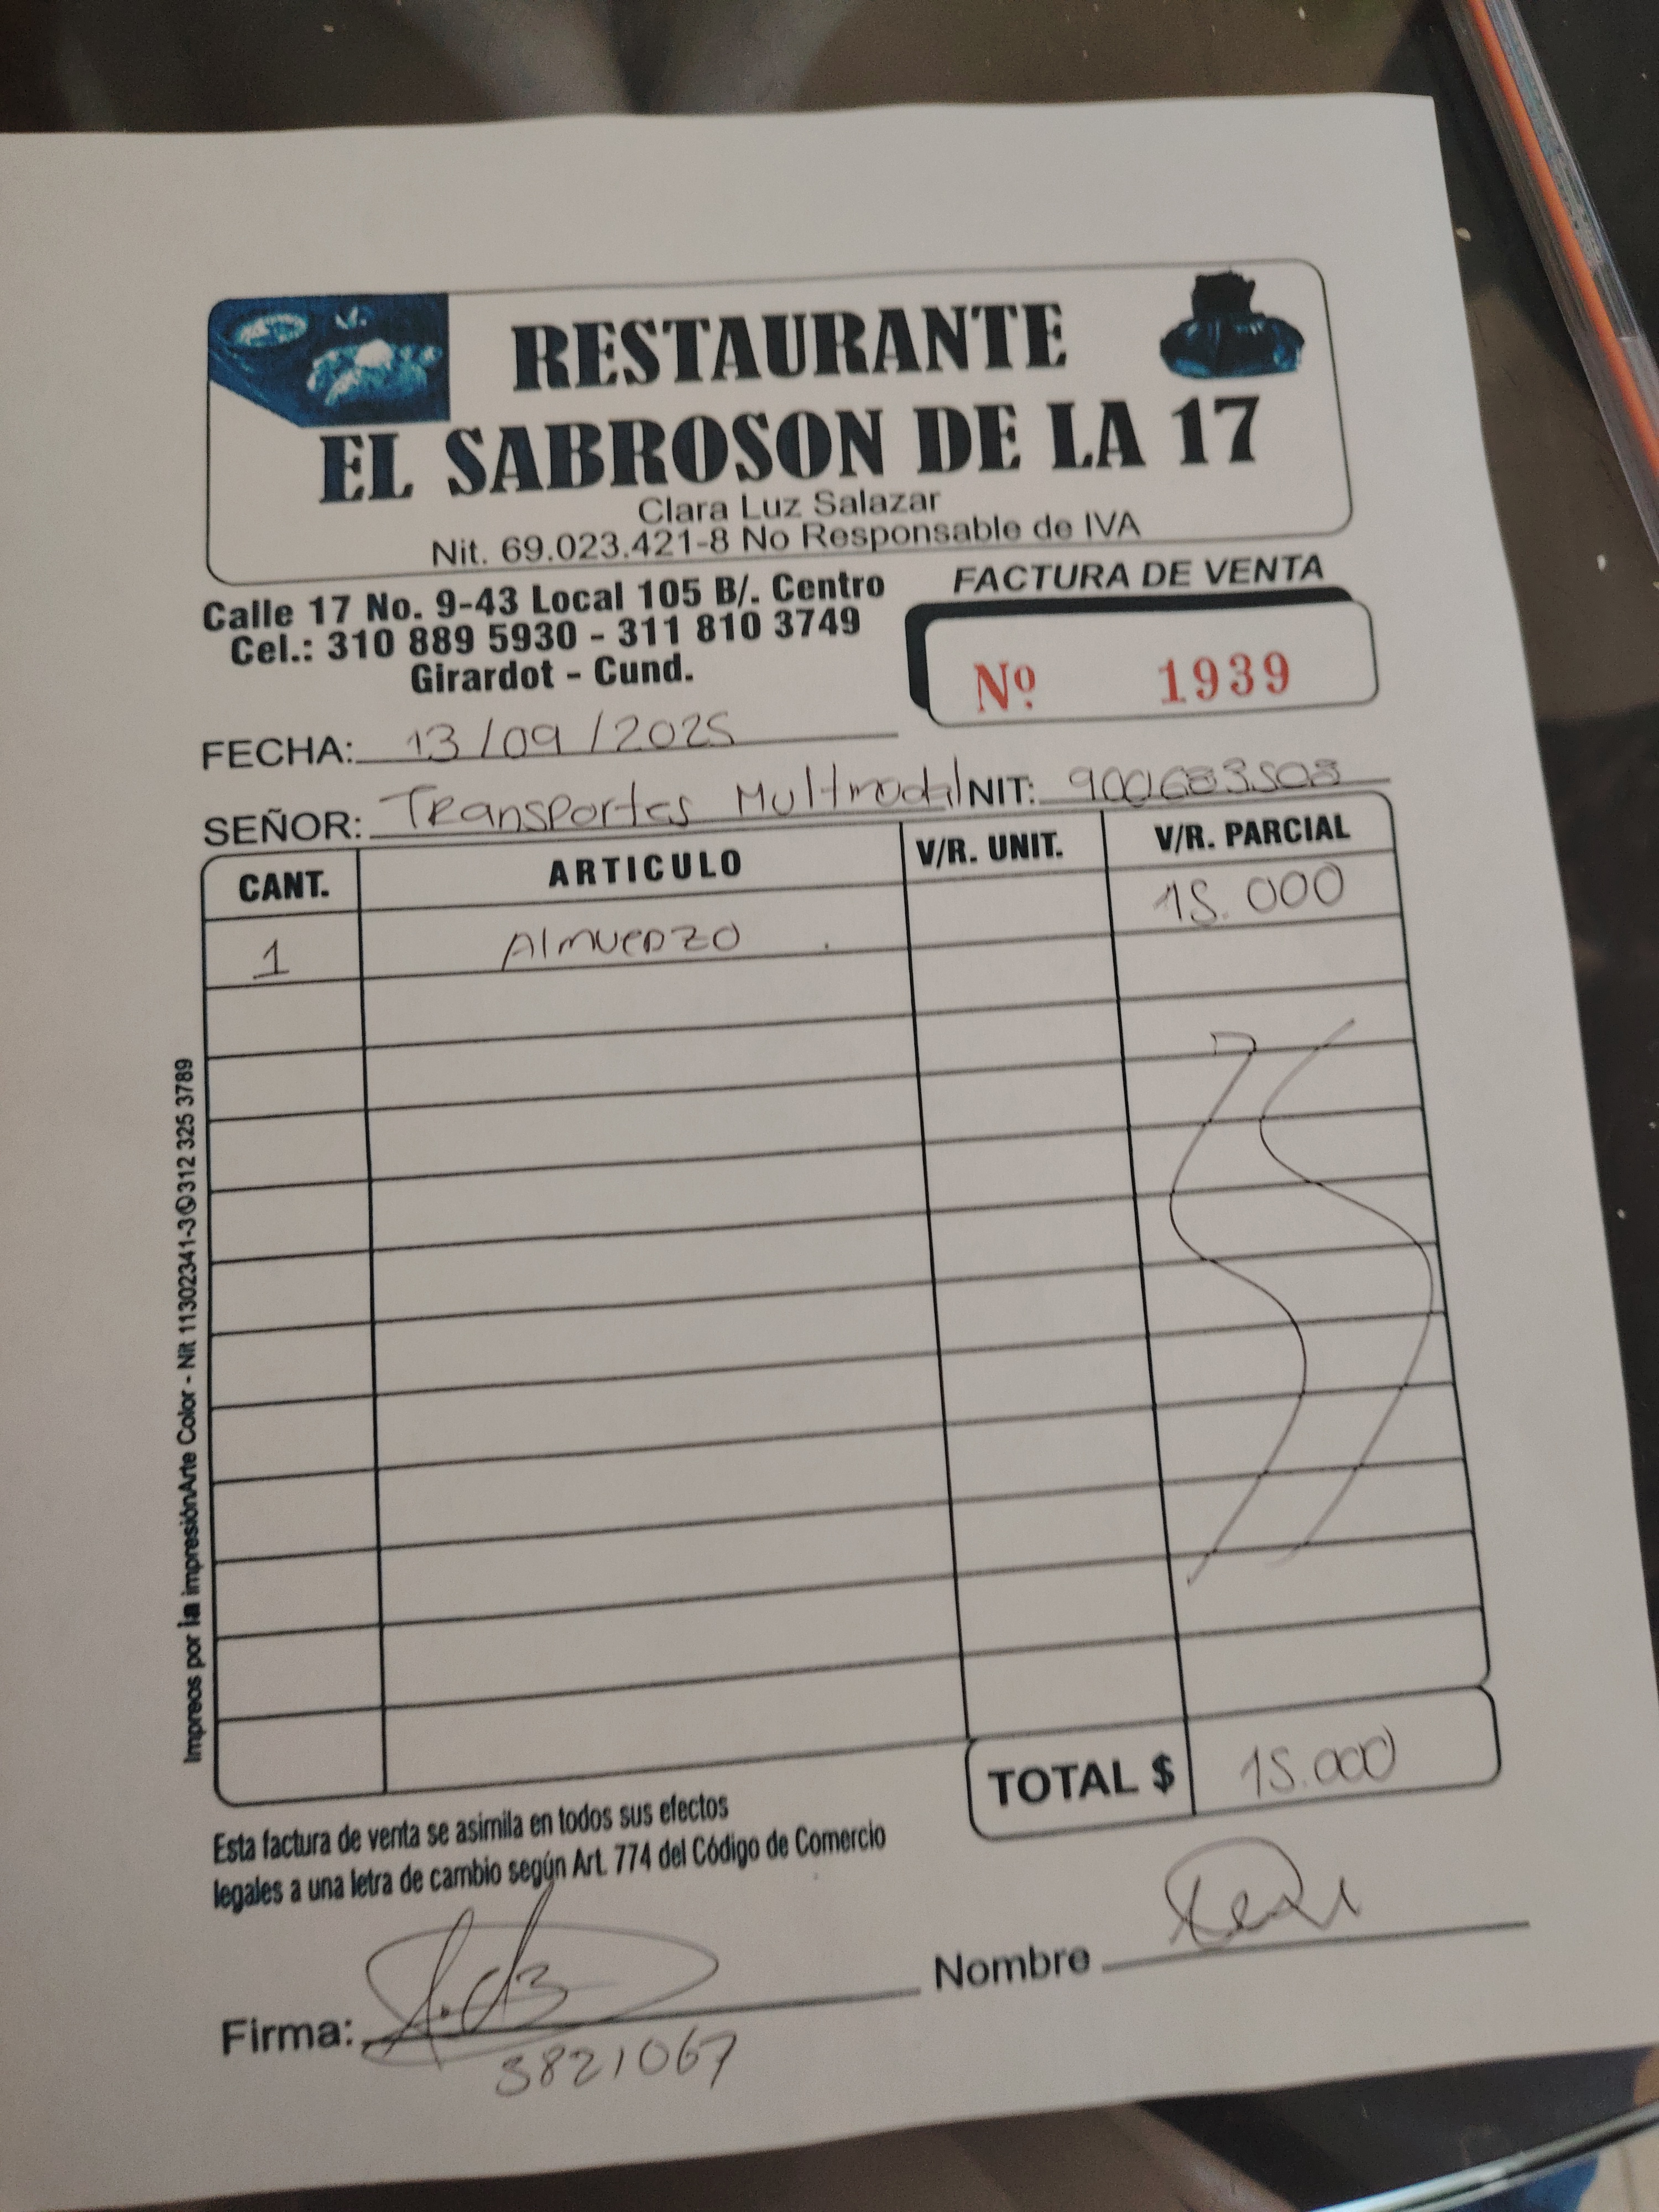 RESTAURANTE
EL SABROSON DE LA 17
Clara Luz Salazar
Nit. 69.023.421-8 No Responsable de IVA
Calle 17 No. 9-43 Local 105 B/. Centro
Cel.: 310 889 5930 - 311 810 3749
Girardot - Cund.
FACTURA DE VENTA
Nº 1939
FECHA: 13/09/2025
SEÑOR: Transportes Multimodal NIT: 900683508
CANT. ARTICULO V/R. UNIT. V/R. PARCIAL
15.000
1 Almuerzo
TOTAL $ 15.000
Esta factura de venta se asimila en todos sus efectos
legales a una letra de cambio según Art. 774 del Código de Comercio
Firma: Nombre
3821067
Impreos por la impresiónArte Color - Nit 11302341-3 312 325 3789